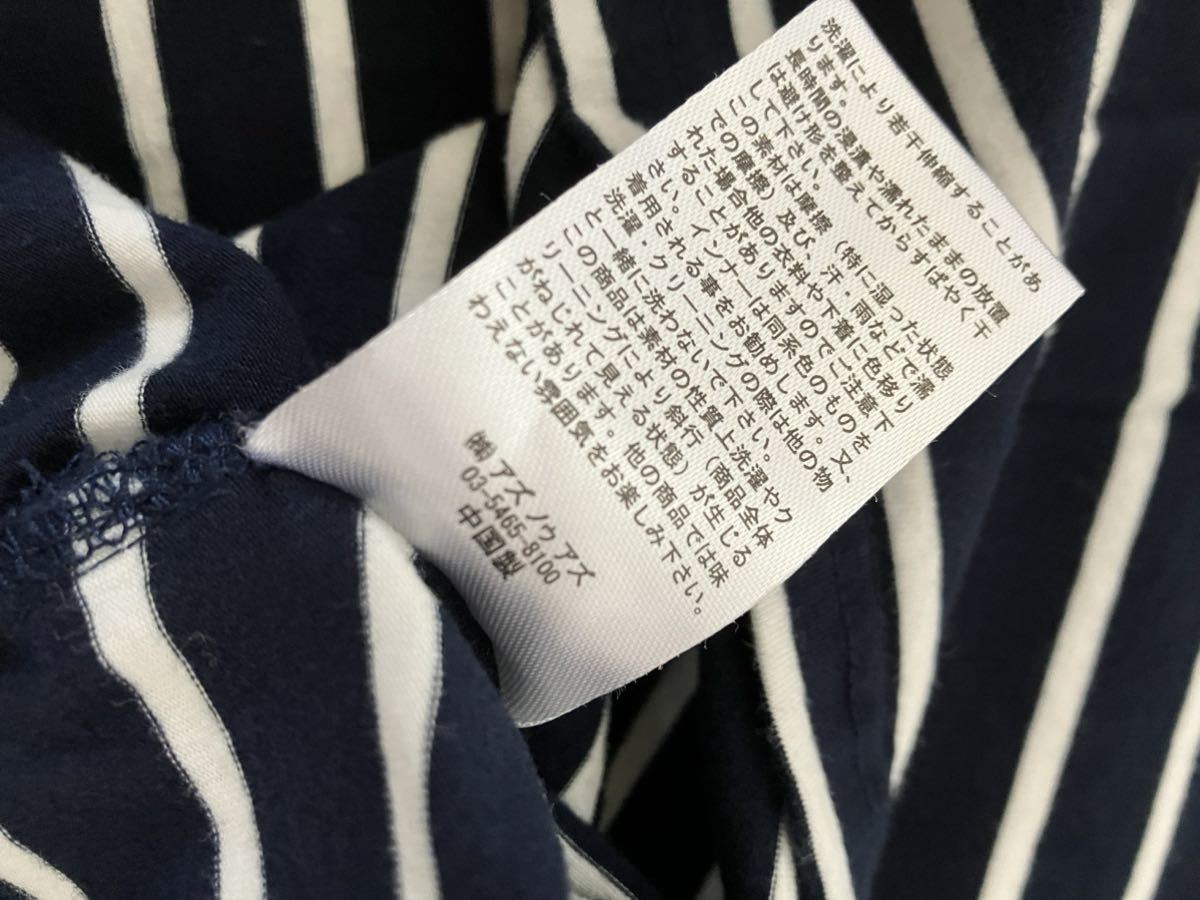 洗濯により若干伸縮することがあ
ります。
長時間の浸漬や濡れたままの放置
は避け形を整えてからすばやく干
して下さい。
この素材は摩擦（特に湿った状態
での摩擦）及び、汗・雨などで濡
れた場合他の衣料や下着に色移り
することがありますのでご注意下
さい。インナーは同系色のものを
着用される事をお勧めします。又、
洗濯・クリーニングの際は他の物
と一緒に洗わないで下さい。
この商品は素材の性質上洗濯やク
リーニングにより斜行（商品全体
がねじれて見える状態）が生じる
ことがあります。他の商品では味
わえない雰囲気をお楽しみ下さい。
㈱アズノゥアズ
03-5465-8100
中国製